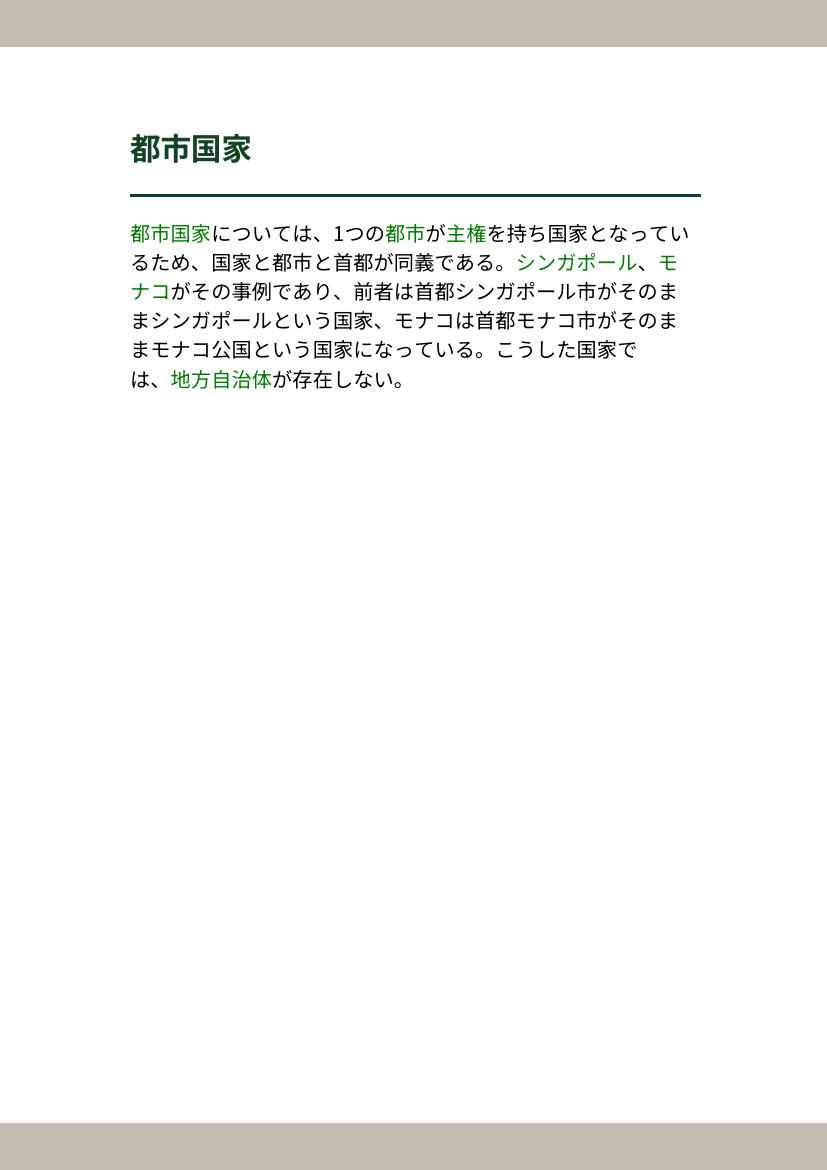 都市国家
都市国家については、1つの都市が主権を持ち国家となってい
るため、国家と都市と首都が同義である。シンガポール、モ
ナコがその事例であり、前者は首都シンガポール市がそのま
まシンガポールという国家、モナコは首都モナコ市がそのま
まモナコ公国という国家になっている。こうした国家で
は、地方自治体が存在しない。